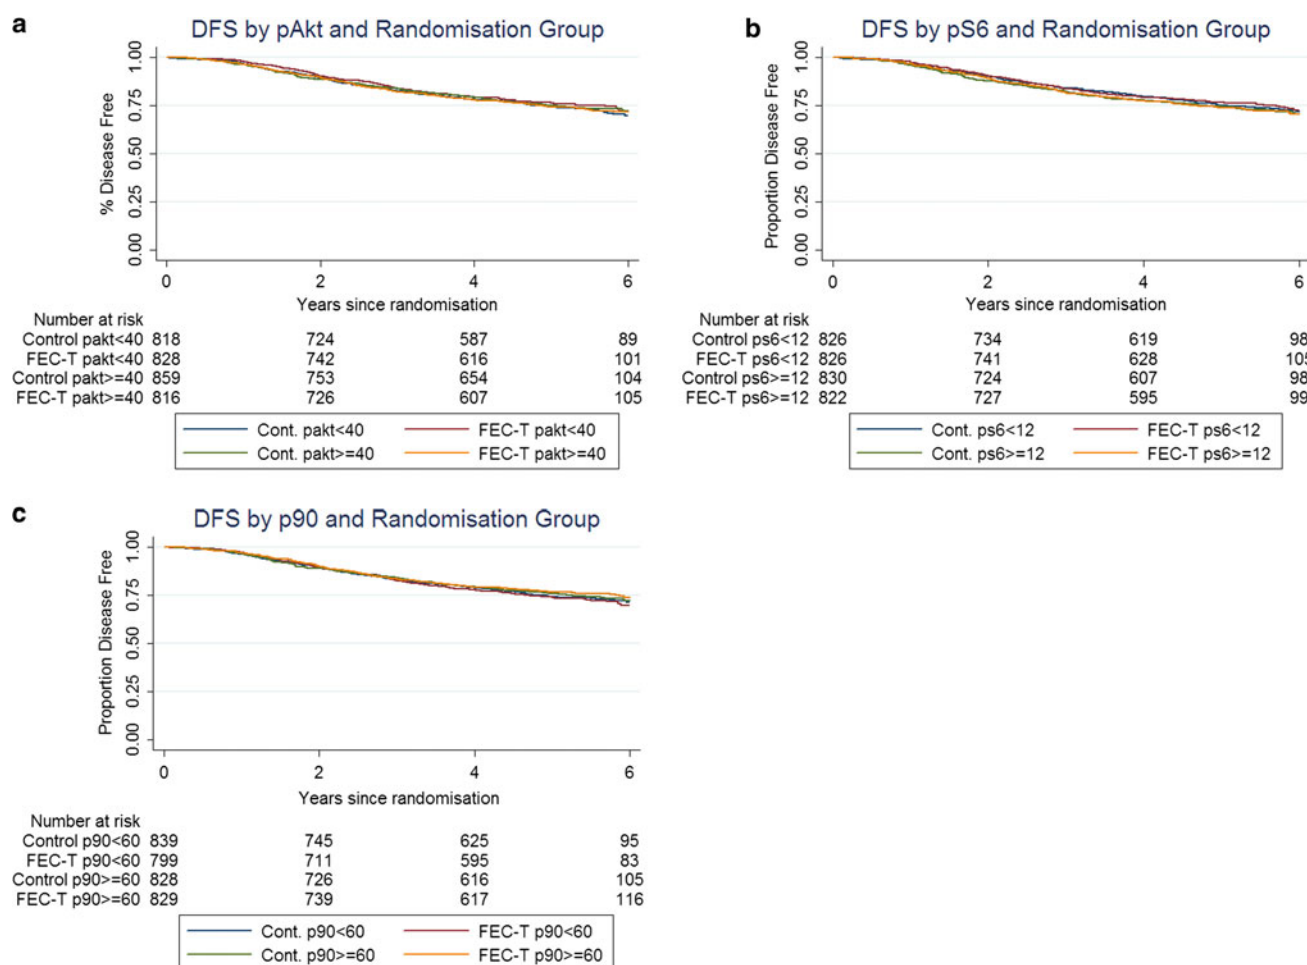 a
DFS by pAkt and Randomisation Group
% Disease Free
1.00
0.75
0.50
0.25
0.00
0 2 4 6
Years since randomisation
Number at risk
Control pakt<40 818 724 587 89
FEC-T pakt<40 828 742 616 101
Control pakt>=40 859 753 654 104
FEC-T pakt>=40 816 726 607 105
Cont. pakt<40 FEC-T pakt<40
Cont. pakt>=40 FEC-T pakt>=40
b
DFS by pS6 and Randomisation Group
Proportion Disease Free
1.00
0.75
0.50
0.25
0.00
0 2 4 6
Years since randomisation
Number at risk
Control ps6<12 826 734 619 98
FEC-T ps6<12 826 741 628 105
Control ps6>=12 830 724 607 98
FEC-T ps6>=12 822 727 595 99
Cont. ps6<12 FEC-T ps6<12
Cont. ps6>=12 FEC-T ps6>=12
c
DFS by p90 and Randomisation Group
Proportion Disease Free
1.00
0.75
0.50
0.25
0.00
0 2 4 6
Years since randomisation
Number at risk
Control p90<60 839 745 625 95
FEC-T p90<60 799 711 595 83
Control p90>=60 828 726 616 105
FEC-T p90>=60 829 739 617 116
Cont. p90<60 FEC-T p90<60
Cont. p90>=60 FEC-T p90>=60